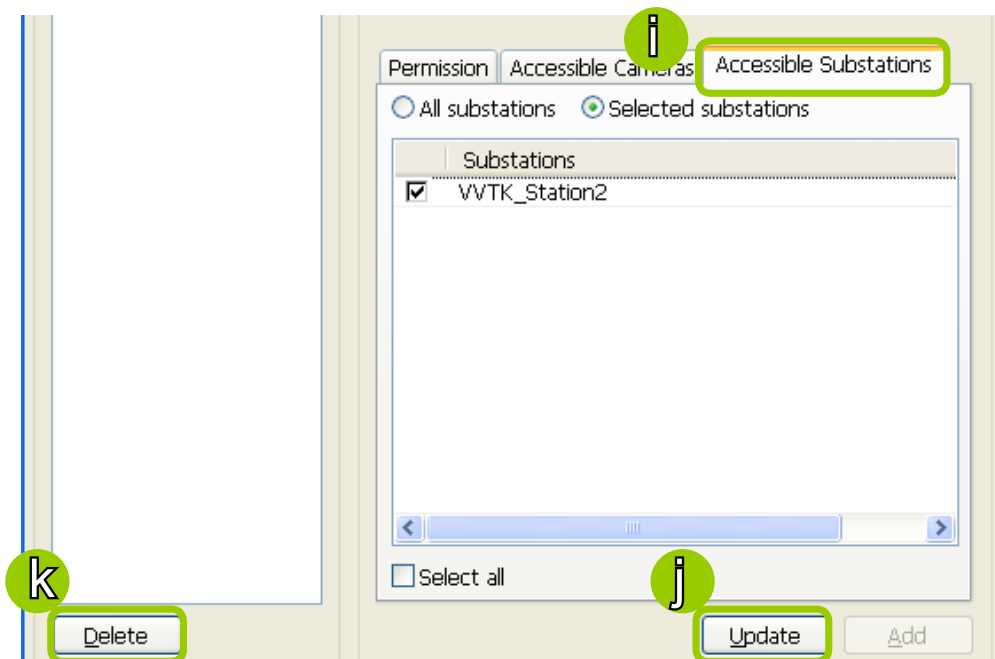 i
Permission Accessible Cameras Accessible Substations
All substations Selected substations
Substations
VVTK_Station2
Select all
k j
Delete Update Add